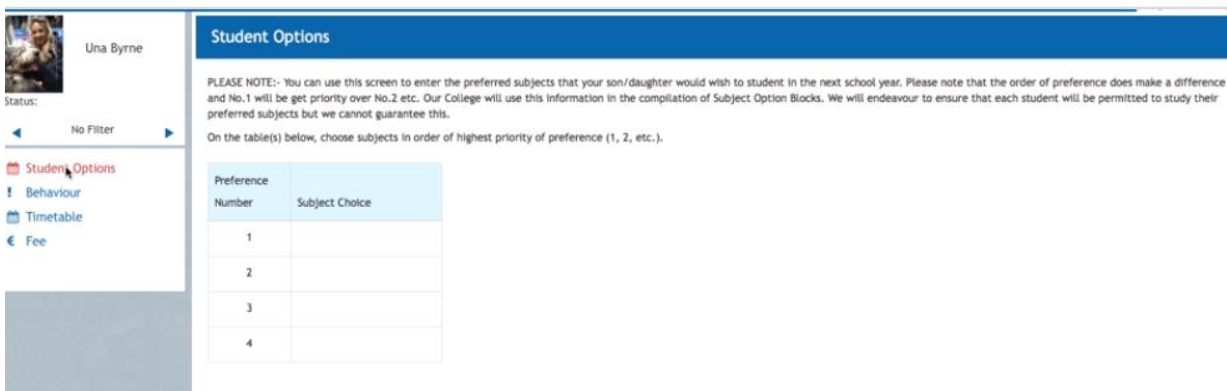 Una Byrne
Status:
No Filter
Student Options
Behaviour
Timetable
€ Fee
Student Options
PLEASE NOTE:- You can use this screen to enter the preferred subjects that your son/daughter would wish to student in the next school year. Please note that the order of preference does make a difference
and No.1 will be get priority over No.2 etc. Our College will use this information in the compilation of Subject Option Blocks. We will endeavour to ensure that each student will be permitted to study their
preferred subjects but we cannot guarantee this.
On the table(s) below, choose subjects in order of highest priority of preference (1, 2, etc.).
Preference
Number Subject Choice
1
2
3
4